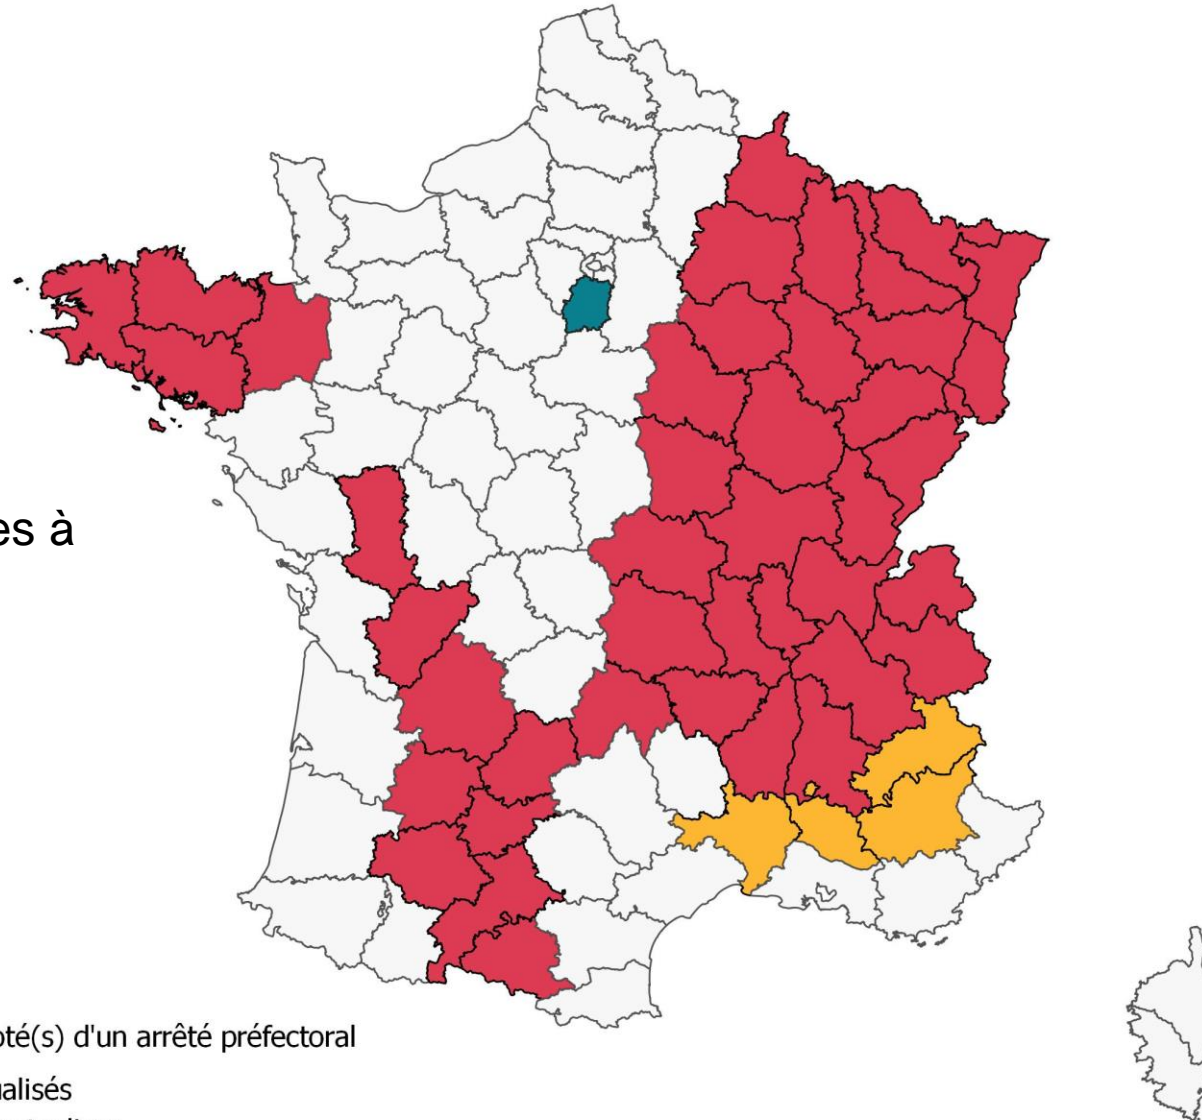 es à
oté(s) d'un arrêté préfectoral
ualisés